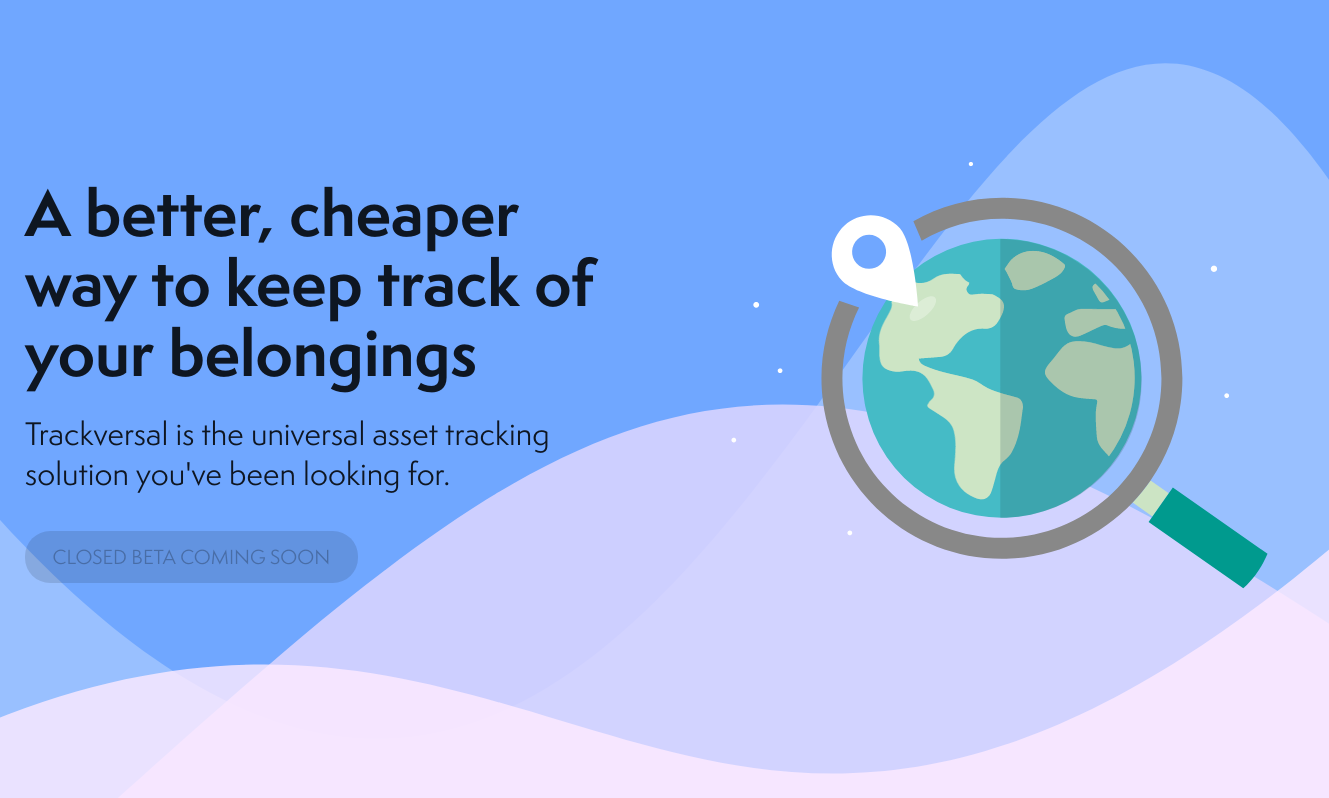 A better, cheaper
way to keep track of
your belongings
Trackversal is the universal asset tracking
solution you've been looking for.
CLOSED BETA COMING SOON